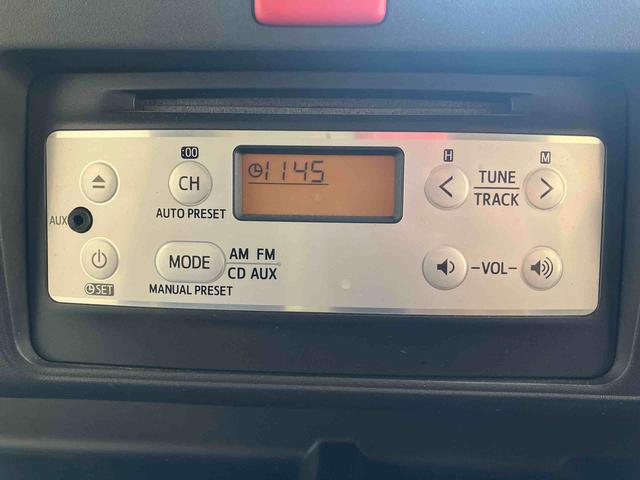 :00
H
M
CH
1145
TUNE
TRACK
AUX
AUTO PRESET
MODE
AM FM
CD AUX
-VOL-
SET
MANUAL PRESET